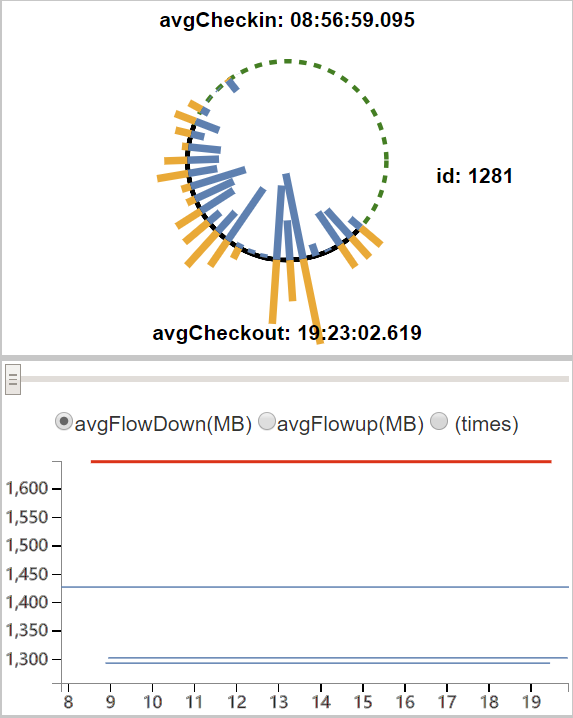 avgCheckin: 08:56:59.095
id: 1281
avgCheckout: 19:23:02.619
avgFlowDown(MB) avgFlowup(MB) (times)
1,600
1,550
1,500
1,450
1,400
1,350
1,300
8 9 10 11 12 13 14 15 16 17 18 19